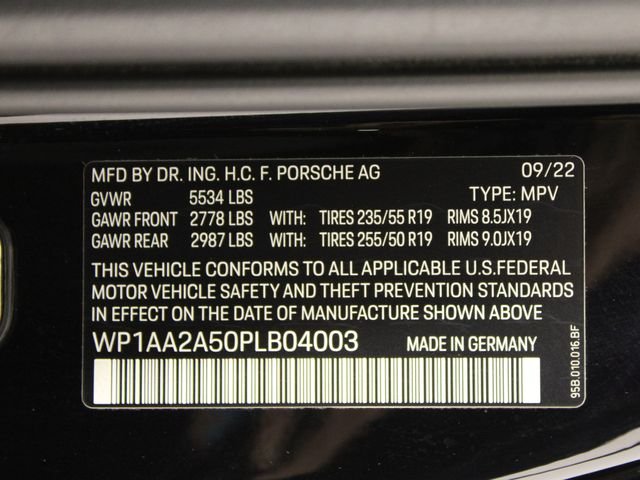 MFD BY DR. ING. H.C. F. PORSCHE AG 09/22
GVWR 5534 LBS TYPE: MPV
GAWR FRONT 2778 LBS WITH: TIRES 235/55 R19 RIMS 8.5JX19
GAWR REAR 2987 LBS WITH: TIRES 255/50 R19 RIMS 9.0JX19
THIS VEHICLE CONFORMS TO ALL APPLICABLE U.S.FEDERAL
MOTOR VEHICLE SAFETY AND THEFT PREVENTION STANDARDS
IN EFFECT ON THE DATE OF MANUFACTURE SHOWN ABOVE
WP1AA2A50PLB04003 MADE IN GERMANY
95B.010.016.BF